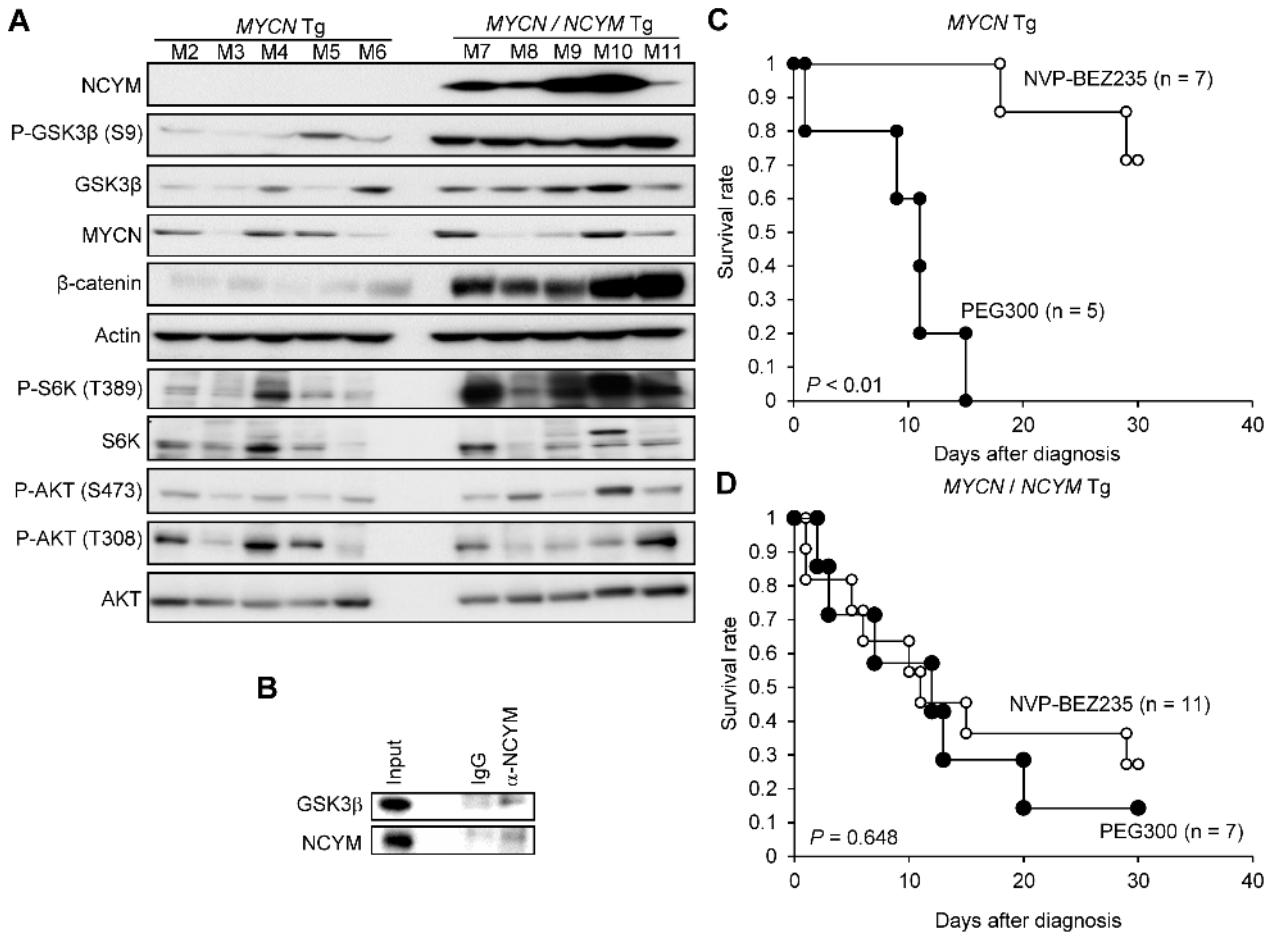 A
MYCN Tg
MYCN / NCYM Tg
M2 M3 M4 M5 M6 M7 M8 M9 M10 M11
NCYM
P-GSK3β (S9)
GSK3β
MYCN
β-catenin
Actin
P-S6K (T389)
S6K
P-AKT (S473)
P-AKT (T308)
AKT
B
Input
IgG
α-NCYM
GSK3β
NCYM
C
MYCN Tg
1
0.9
0.8
0.7
0.6
0.5
0.4
0.3
0.2
0.1
0
Survival rate
NVP-BEZ235 (n = 7)
PEG300 (n = 5)
P < 0.01
0 10 20 30 40
Days after diagnosis
D
MYCN / NCYM Tg
1
0.9
0.8
0.7
0.6
0.5
0.4
0.3
0.2
0.1
0
Survival rate
NVP-BEZ235 (n = 11)
PEG300 (n = 7)
P = 0.648
0 10 20 30 40
Days after diagnosis